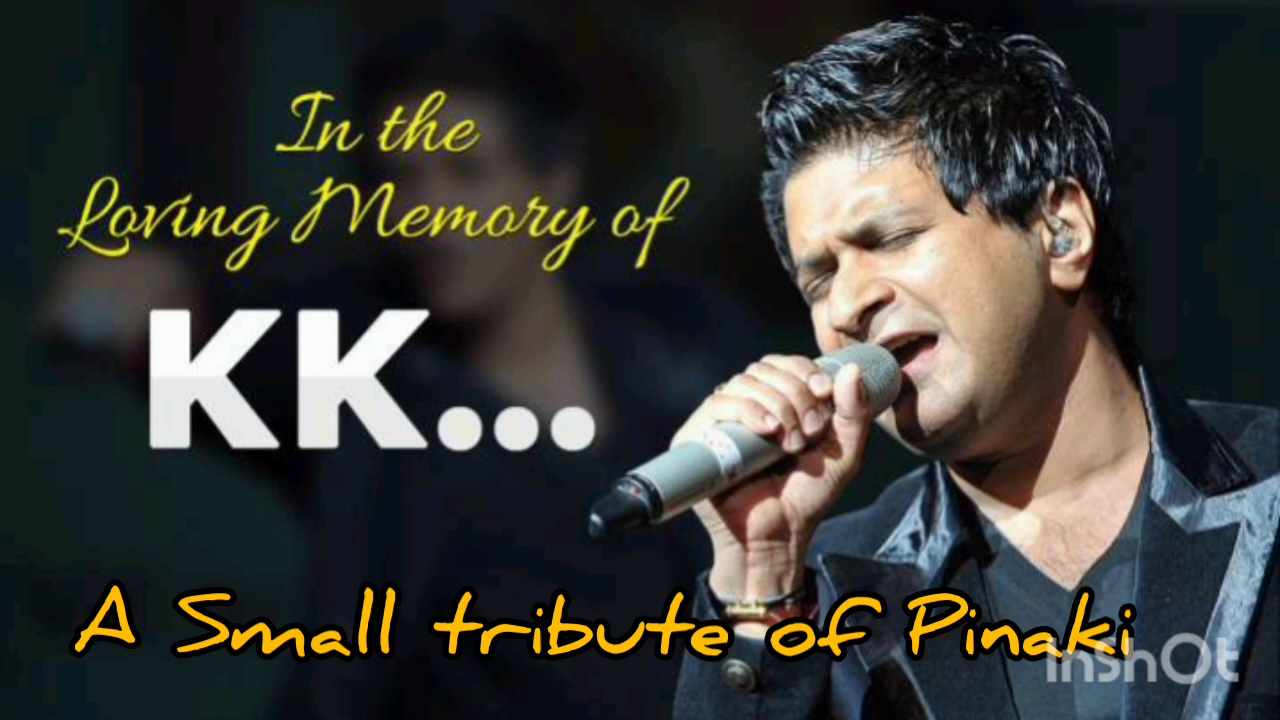 In the
Loving Memory of
KK...
A Small tribute of Pinaki
InShOt